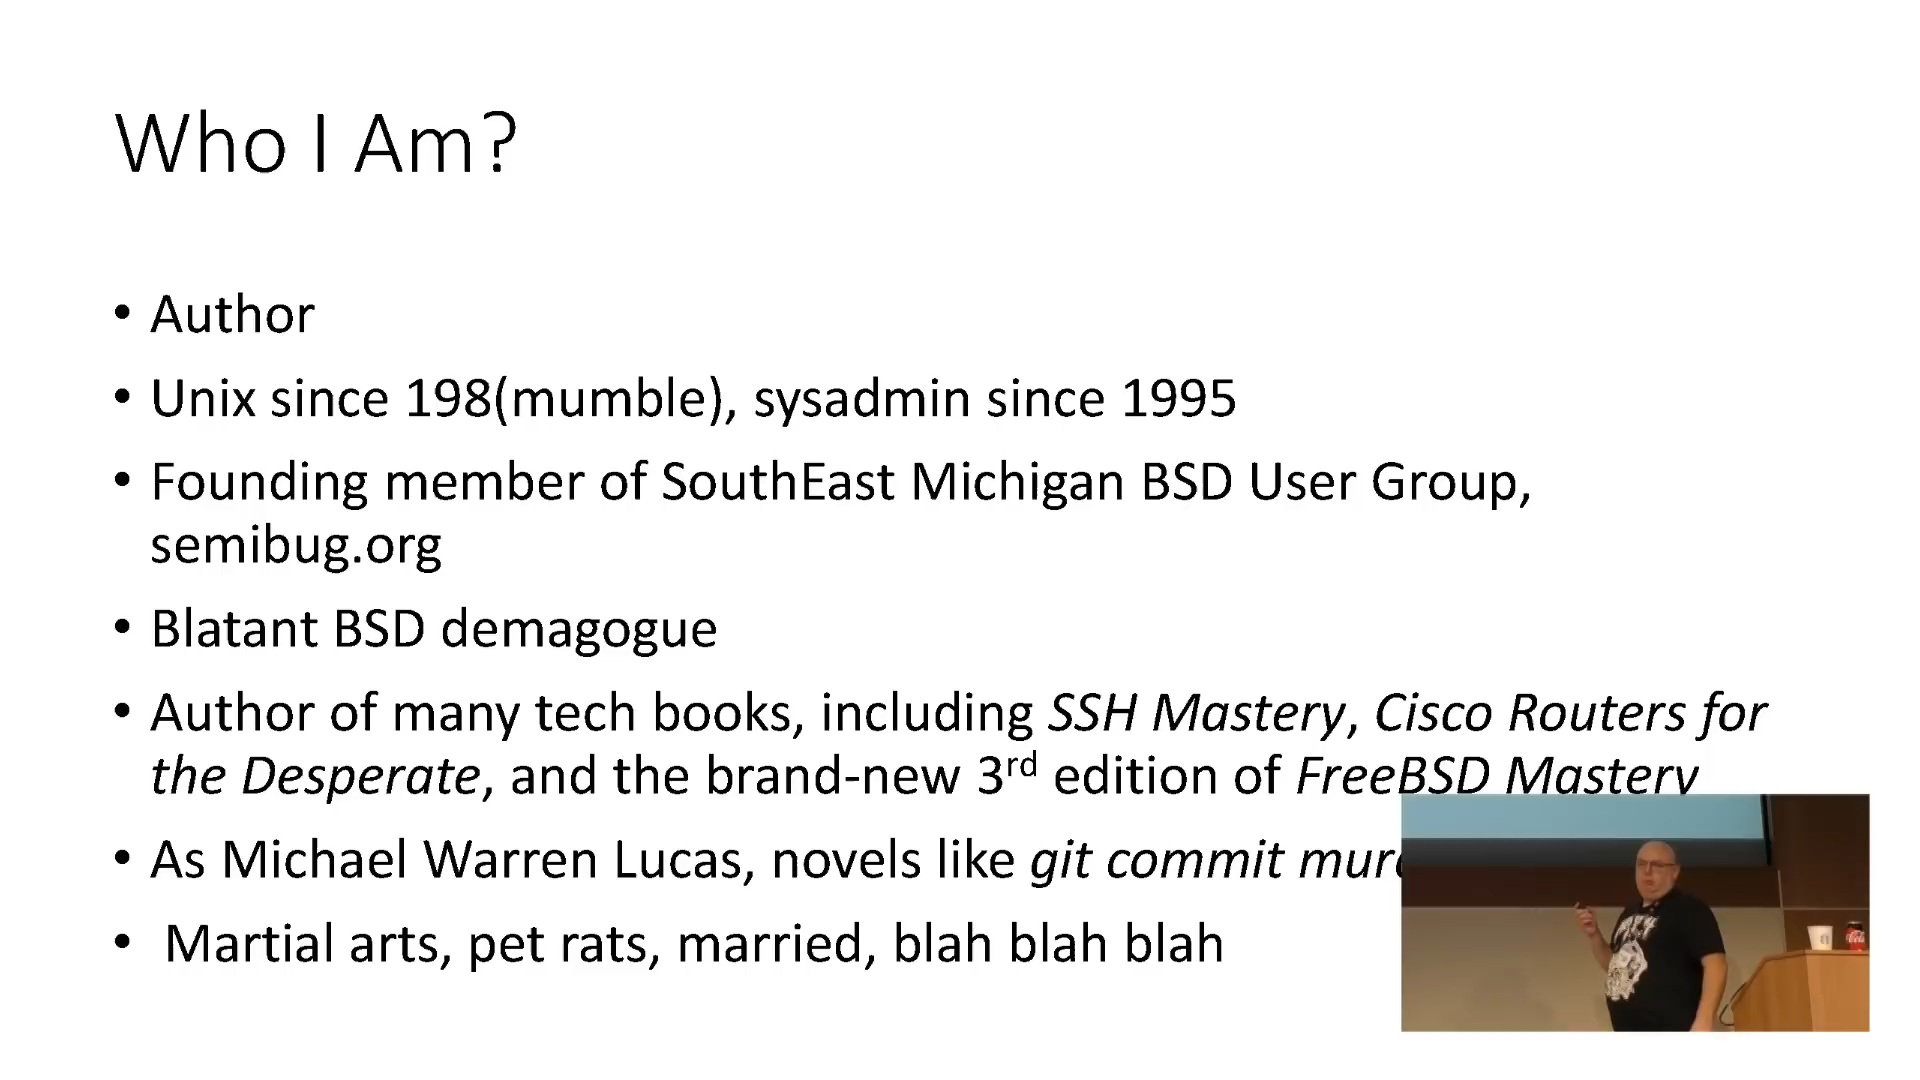 Who I Am?
• Author
• Unix since 198(mumble), sysadmin since 1995
• Founding member of SouthEast Michigan BSD User Group,
semibug.org
• Blatant BSD demagogue
• Author of many tech books, including SSH Mastery, Cisco Routers for
the Desperate, and the brand-new 3rd edition of FreeBSD Mastery
• As Michael Warren Lucas, novels like git commit
• Martial arts, pet rats, married, blah blah blah